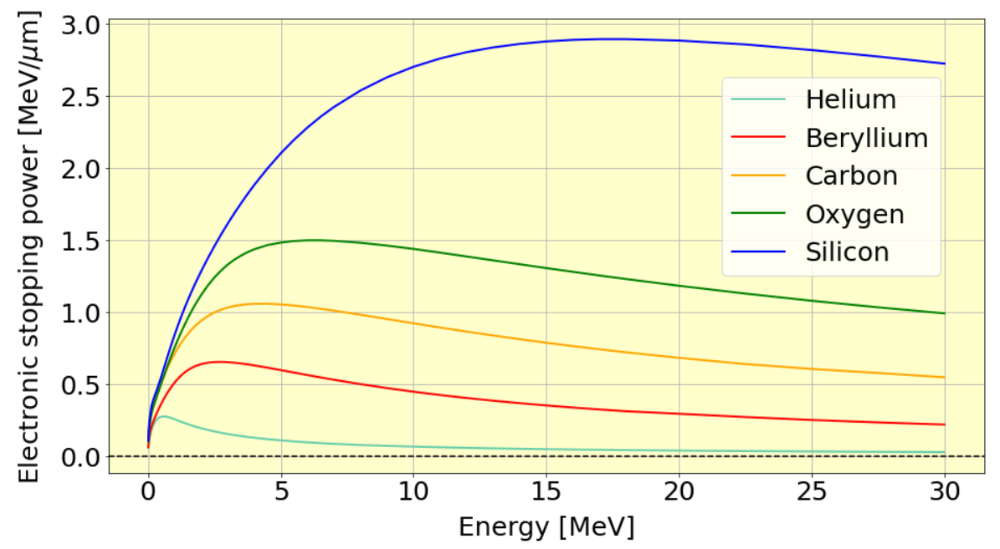 Electronic stopping power [MeV/μm]
3.0
2.5
2.0
1.5
1.0
0.5
0.0
Helium
Beryllium
Carbon
Oxygen
Silicon
0 5 10 15 20 25 30
Energy [MeV]